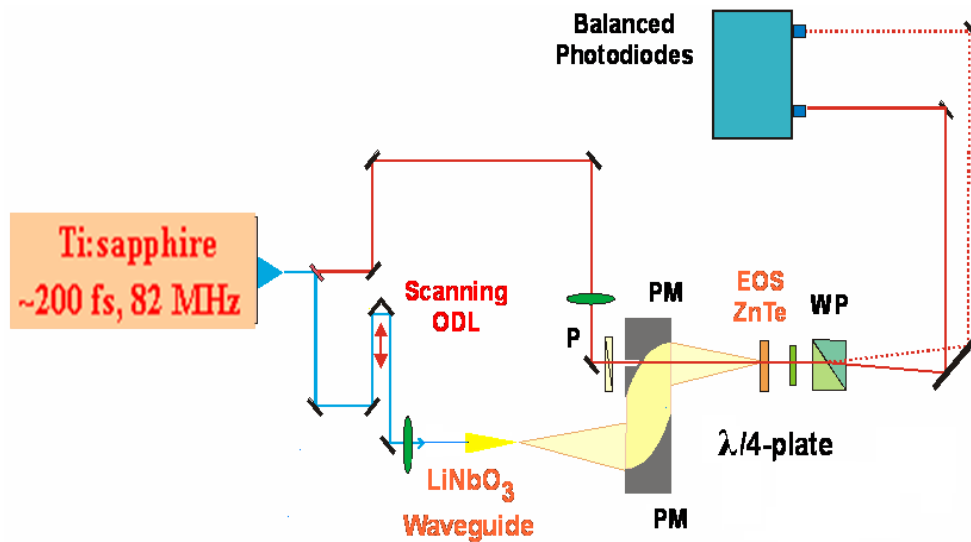 Balanced
Photodiodes
Ti:sapphire
~200 fs, 82 MHz
Scanning
ODL
PM
EOS
ZnTe
WP
P
λ/4-plate
LiNbO₃
Waveguide
PM